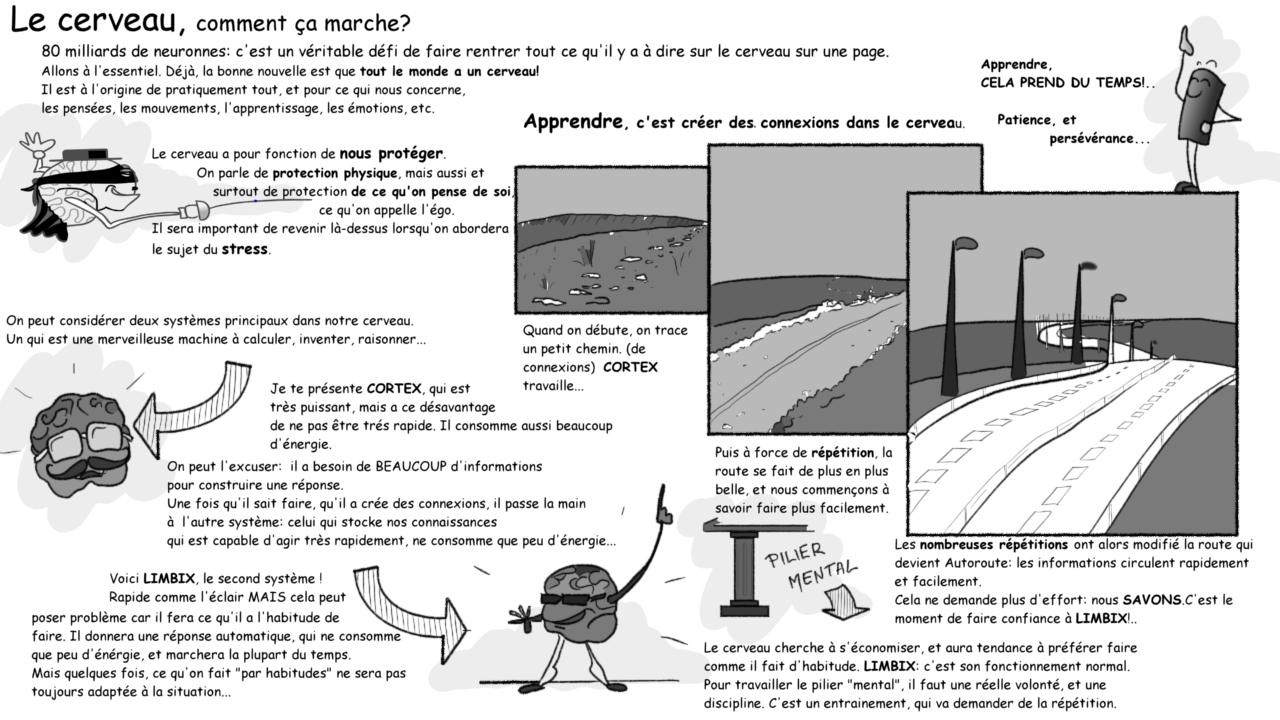 Le cerveau, comment ça marche?
80 milliards de neuronnes: c'est un véritable défi de faire rentrer tout ce qu'il y a à dire sur le cerveau sur une page.
Allons à l'essentiel. Déjà, la bonne nouvelle est que tout le monde a un cerveau!
Il est à l'origine de pratiquement tout, et pour ce qui nous concerne,
les pensées, les mouvements, l'apprentissage, les émotions, etc.
Apprendre,
CELA PREND DU TEMPS!..
Patience, et
persévérance...
Le cerveau a pour fonction de nous protéger.
On parle de protection physique, mais aussi et
surtout de protection de ce qu'on pense de soi,
ce qu'on appelle l'égo.
Il sera important de revenir là-dessus lorsqu'on abordera
le sujet du stress.
Apprendre, c'est créer des connexions dans le cerveau.
On peut considérer deux systèmes principaux dans notre cerveau.
Un qui est une merveilleuse machine à calculer, inventer, raisonner...
Je te présente CORTEX, qui est
très puissant, mais a ce désavantage
de ne pas être trés rapide. Il consomme aussi beaucoup
d'énergie.
On peut l'excuser: il a besoin de BEAUCOUP d'informations
pour construire une réponse.
Une fois qu'il sait faire, qu'il a crée des connexions, il passe la main
à l'autre système: celui qui stocke nos connaissances
qui est capable d'agir très rapidement, ne consomme que peu d'énergie...
Voici LIMBIX, le second système !
Rapide comme l'éclair MAIS cela peut
poser problème car il fera ce qu'il a l'habitude de
faire. Il donnera une réponse automatique, qui ne consomme
que peu d'énérgie, et marchera la plupart du temps.
Mais quelques fois, ce qu'on fait "par habitudes" ne sera pas
toujours adaptée à la situation...
Quand on débute, on trace
un petit chemin. (de
connexions) CORTEX
travaille...
Puis à force de répétition, la
route se fait de plus en plus
belle, et nous commençons à
savoir faire plus facilement.
Les nombreuses répétitions ont alors modifié la route qui
devient Autoroute: les informations circulent rapidement
et facilement.
Cela ne demande plus d'effort: nous SAVONS.C'est le
moment de faire confiance à LIMBIX!..
PILIER
MENTAL
Le cerveau cherche à s'économiser, et aura tendance à préférer faire
comme il fait d'habitude. LIMBIX: c'est son fonctionnement normal.
Pour travailler le pilier "mental", il faut une réelle volonté, et une
discipline. C'est un entrainement, qui va demander de la répétition.